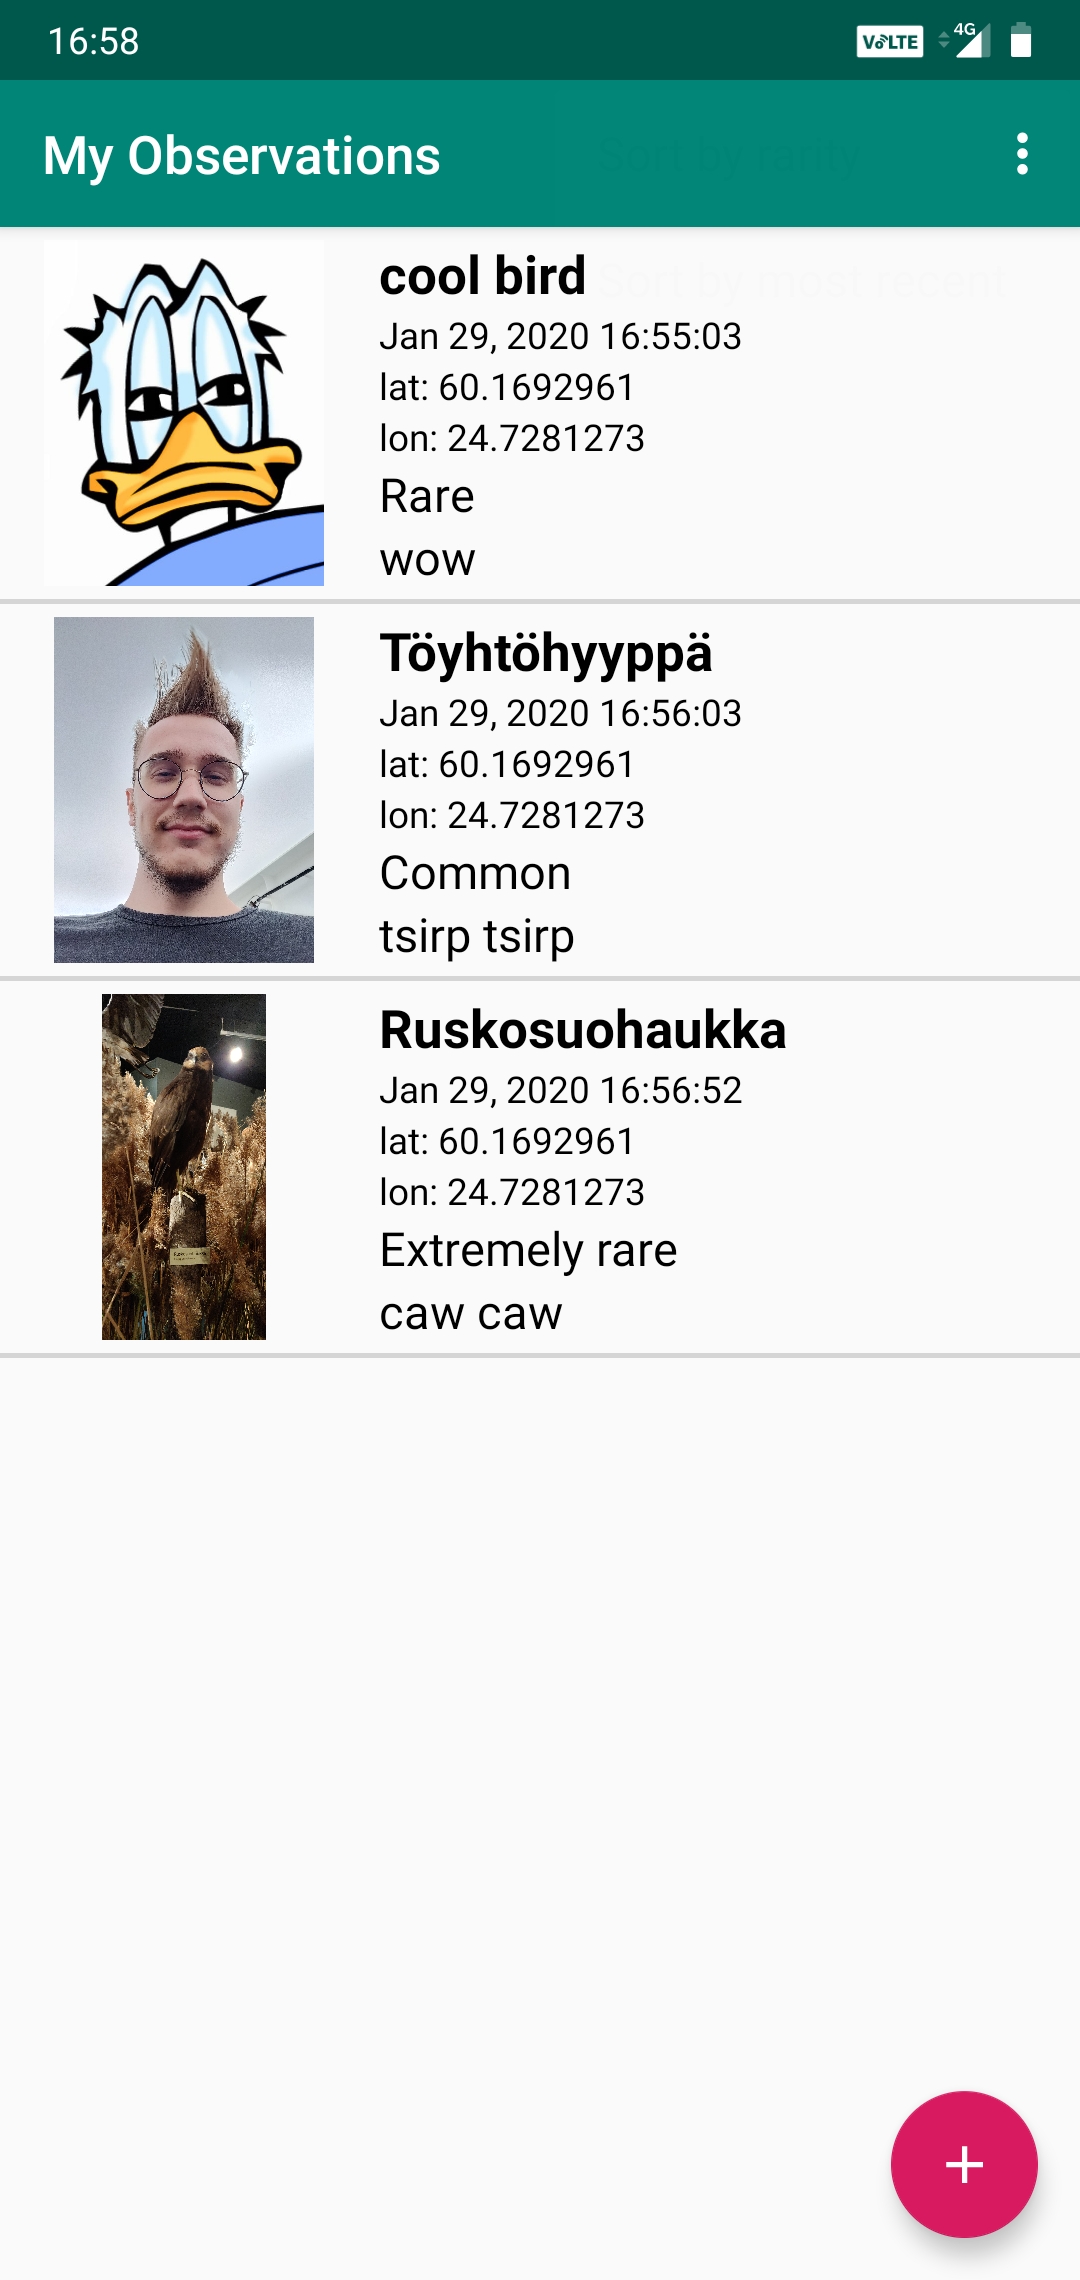 16:58
VoLTE
4G
My Observations
Sort by rarity
Sort by most recent
cool bird
Jan 29, 2020 16:55:03
lat: 60.1692961
lon: 24.7281273
Rare
wow
Töyhtöhyyppä
Jan 29, 2020 16:56:03
lat: 60.1692961
lon: 24.7281273
Common
tsirp tsirp
Ruskosuohaukka
Jan 29, 2020 16:56:52
lat: 60.1692961
lon: 24.7281273
Extremely rare
caw caw